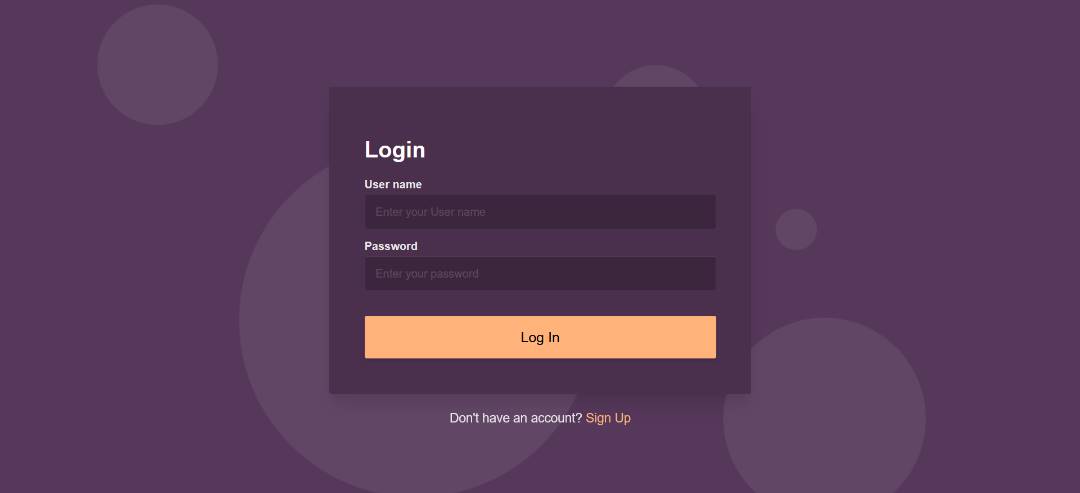 Login
User name
Enter your User name
Password
Enter your password
Log In
Don't have an account? Sign Up